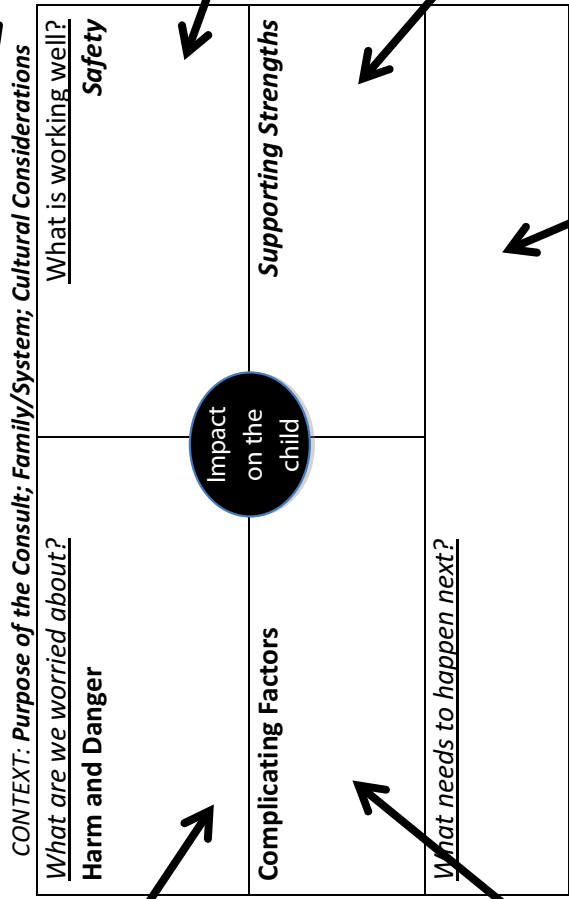 CONTEXT: Purpose of the Consult; Family/System; Cultural Considerations
What are we worried about?
Harm and Danger
What is working well?
Safety
Impact
on the
child
Complicating Factors
Supporting Strengths
What needs to happen next?